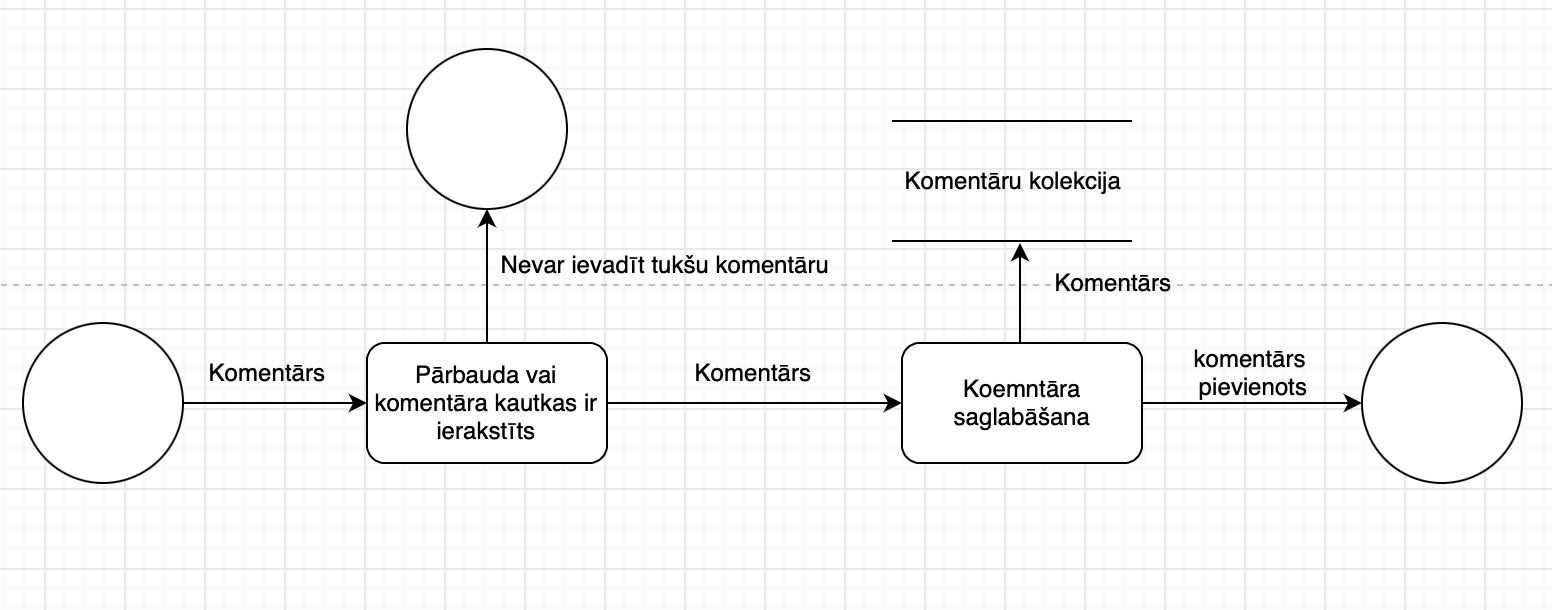 Komentāru kolekcija
Nevar ievadīt tukšu komentāru
Komentārs
Komentārs
Pārbauda vai
komentāra kautkas ir
ierakstīts
Komentārs
Koemntāra
saglabāšana
komentārs
pievienots